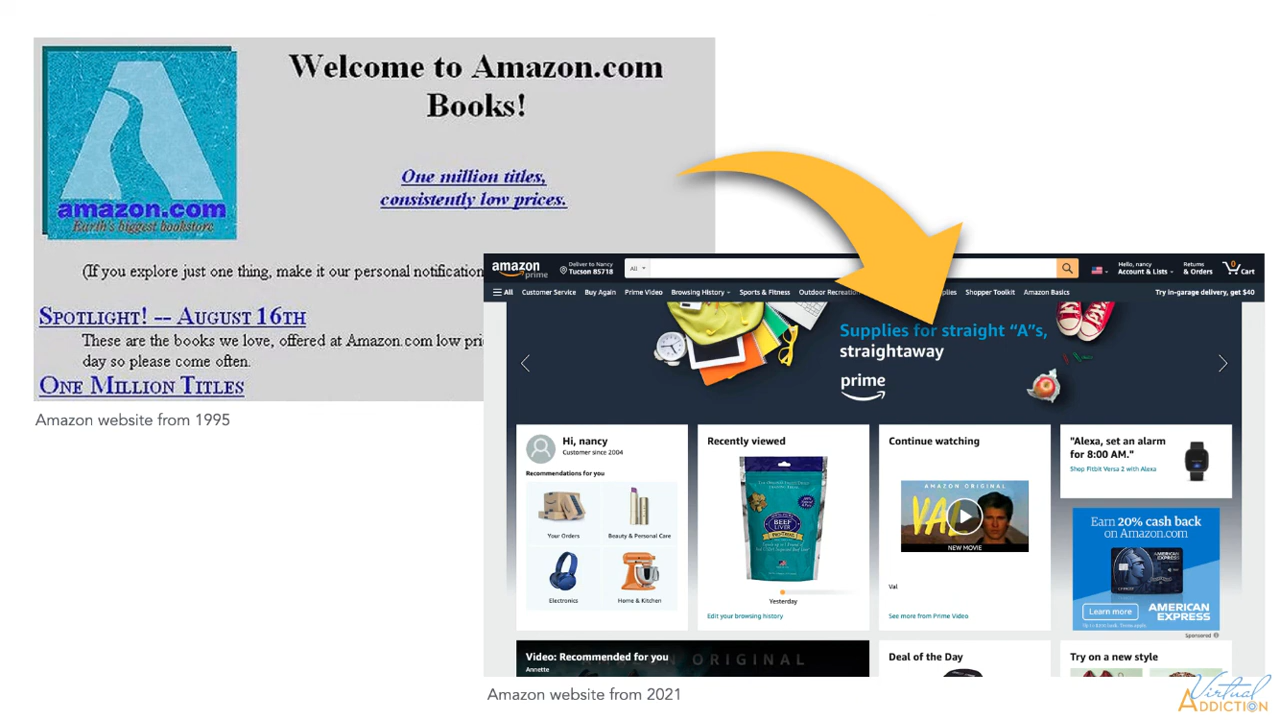 Welcome to Amazon.com
Books!
One million titles,
consistently low prices.
amazon.com
Earth's biggest bookstore
(If you explore just one thing, make it our personal notification
SPOTLIGHT! -- AUGUST 16TH
These are the books we love, offered at Amazon.com low pri
day so please come often.
ONE MILLION TITLES
Amazon website from 1995
amazon
prime
Deliver to Nancy
Tucson 85718
All
Hello, nancy
Account & Lists
Returns
& Orders
0
Cart
All
Customer Service
Buy Again
Prime Video
Browsing History
Sports & Fitness
Outdoor Recreation
plies
Shopper Toolkit
Amazon Basics
Try in-garage delivery, get $40
Supplies for straight “A”s,
straightaway
prime
Hi, nancy
Customer since 2004
Recommendations for you
Your Orders
Beauty & Personal Care
Electronics
Home & Kitchen
Recently viewed
BEEF
LIVER
Yesterday
Edit your browsing history
Continue watching
AMAZON ORIGINAL
VAL
NEW MOVIE
Val
See more from Prime Video
"Alexa, set an alarm
for 8:00 AM."
Shop Fitbit Versa 2 with Alexa
Earn 20% cash back
on Amazon.com
Learn more
AMERICAN
EXPRESS
Sponsored
Video: Recommended for you
ORIGINAL
Annette
Deal of the Day
Try on a new style
Amazon website from 2021
Virtual
ADDICTION